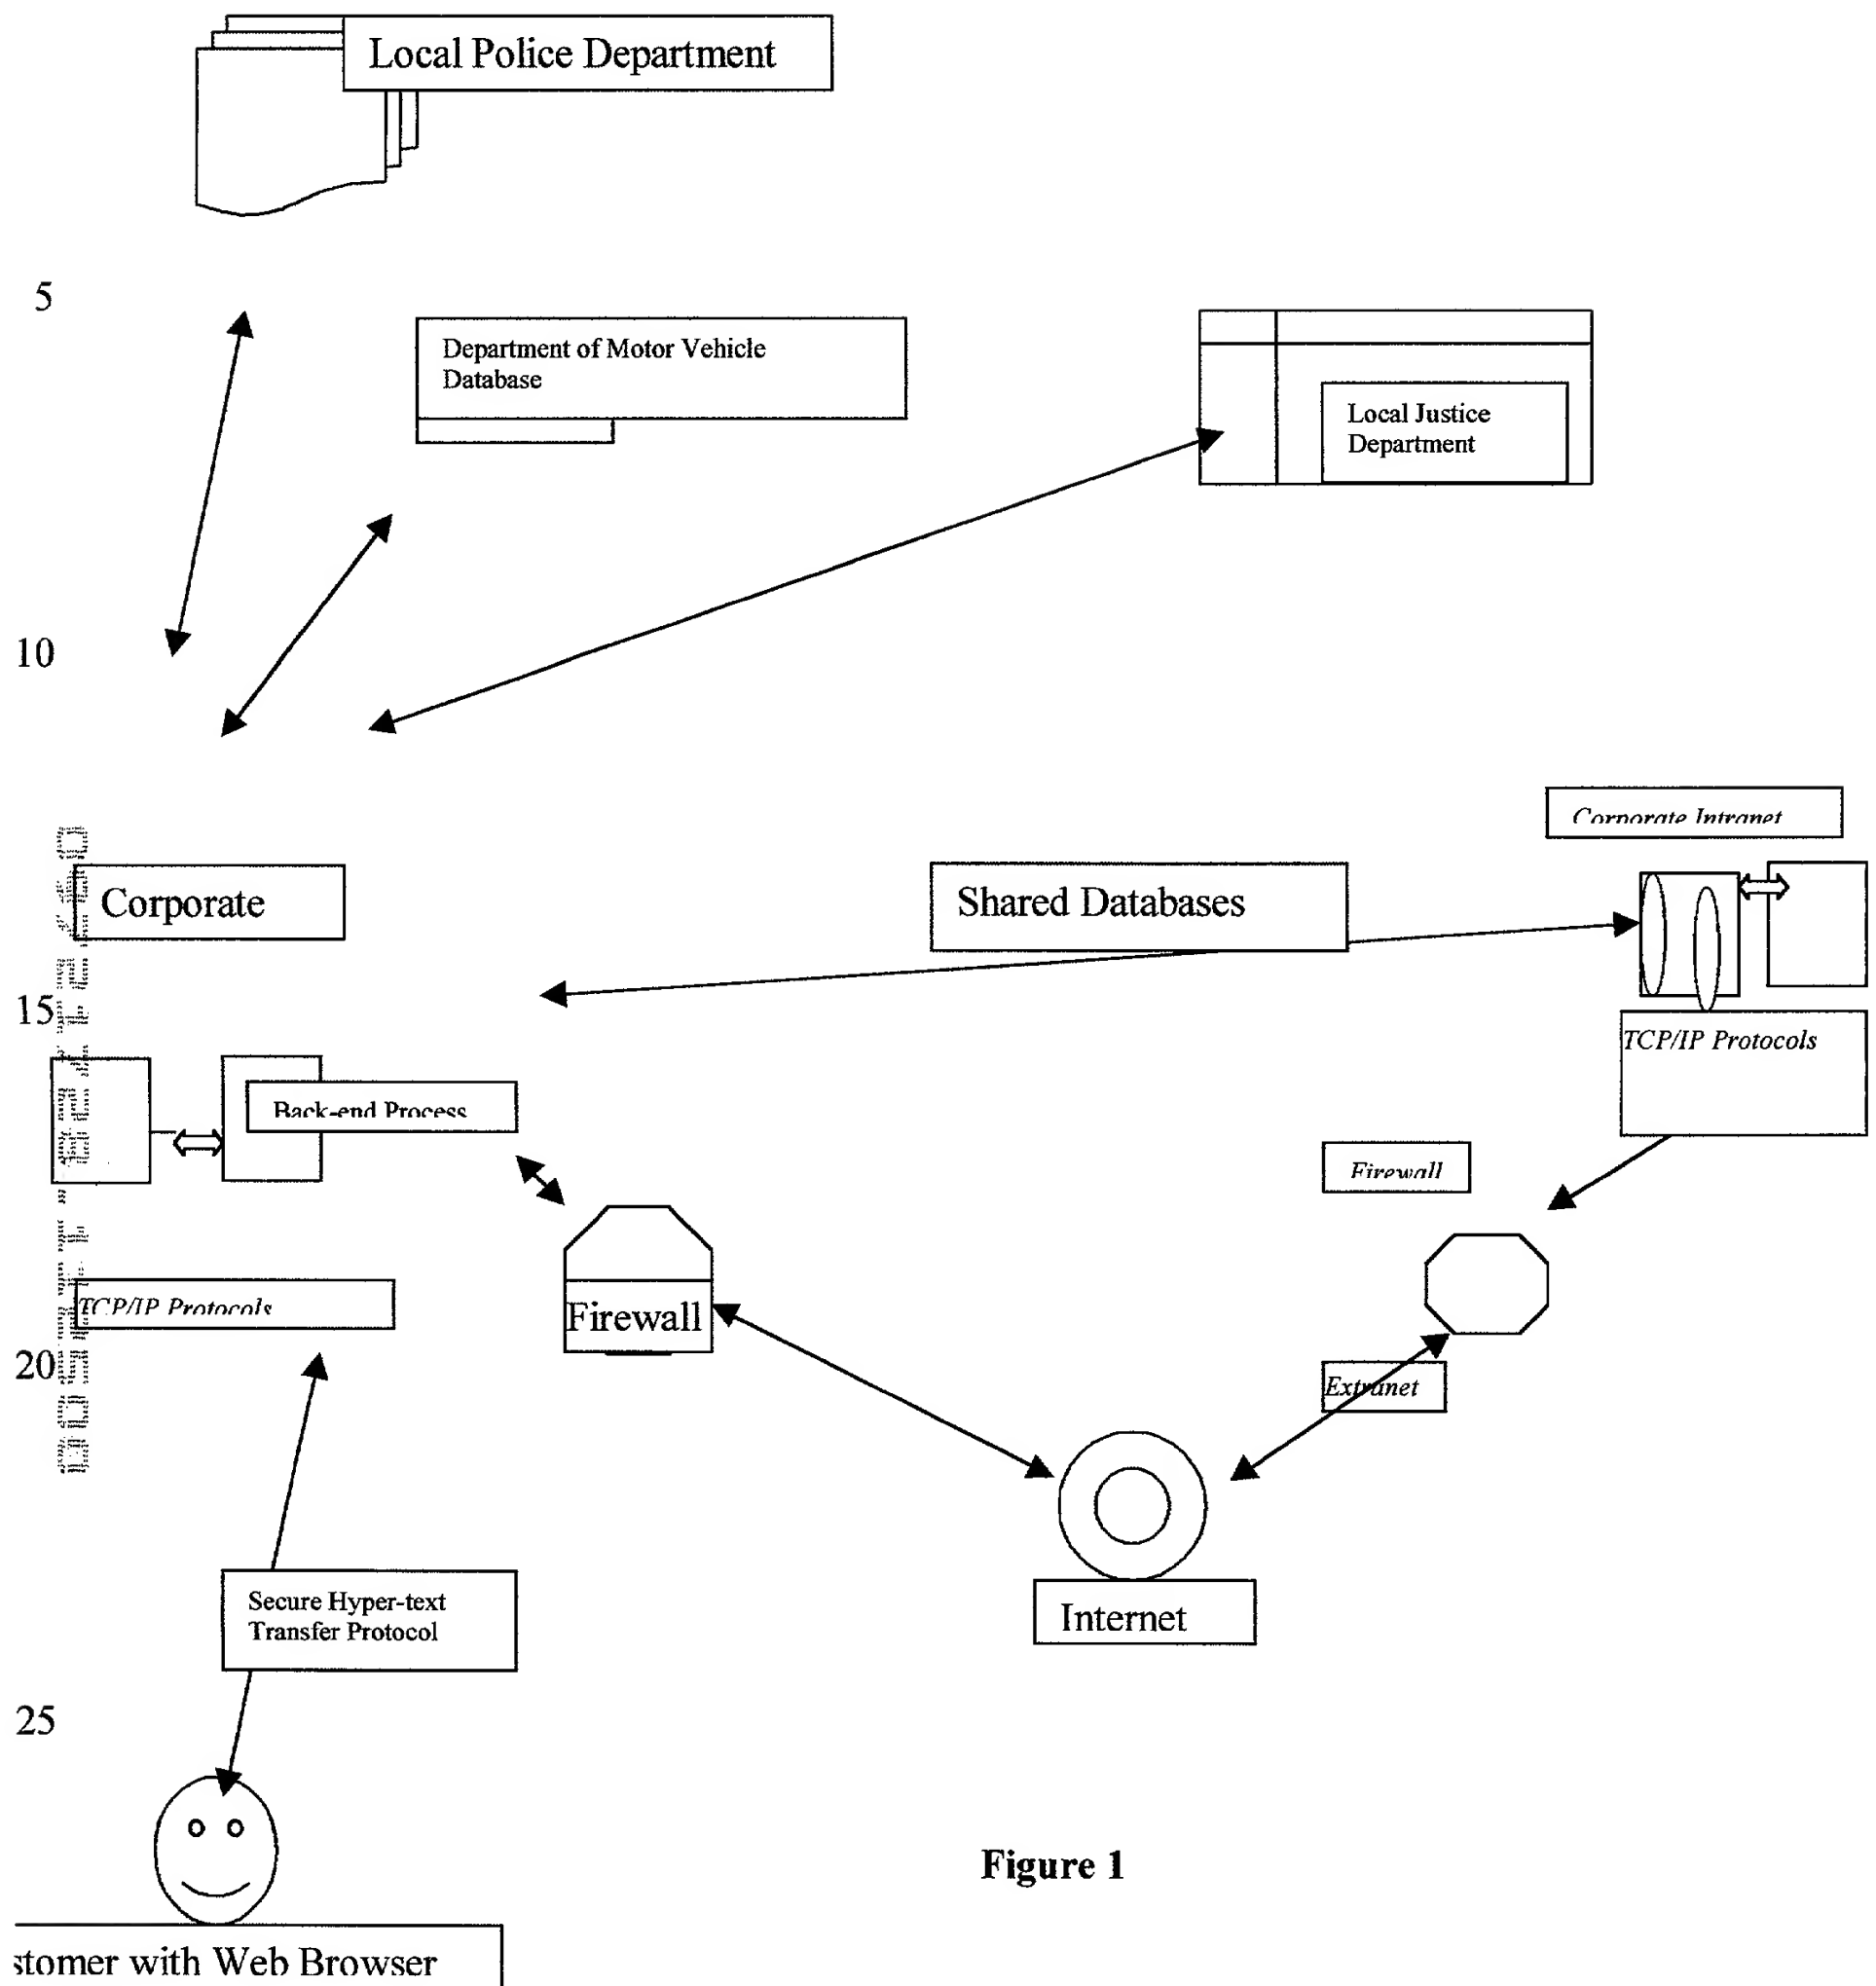 Local Police Department
5
Department of Motor Vehicle
Database
Local Justice
Department
10
Corporate Intranet
Corporate
Shared Databases
15
TCP/IP Protocols
Back-end Process
Firewall
TCP/IP Protocols
Firewall
20
Extranet
Secure Hyper-text
Transfer Protocol
Internet
25
Figure 1
stomer with Web Browser